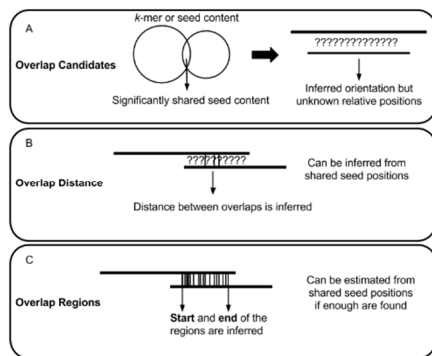 A
k-mer or seed content
??????????????
Overlap Candidates
Significantly shared seed content
Inferred orientation but
unknown relative positions
B
???????????
Can be inferred from
shared seed positions
Overlap Distance
Distance between overlaps is inferred
C
Can be estimated from
shared seed positions
if enough are found
Overlap Regions
Start and end of the
regions are inferred